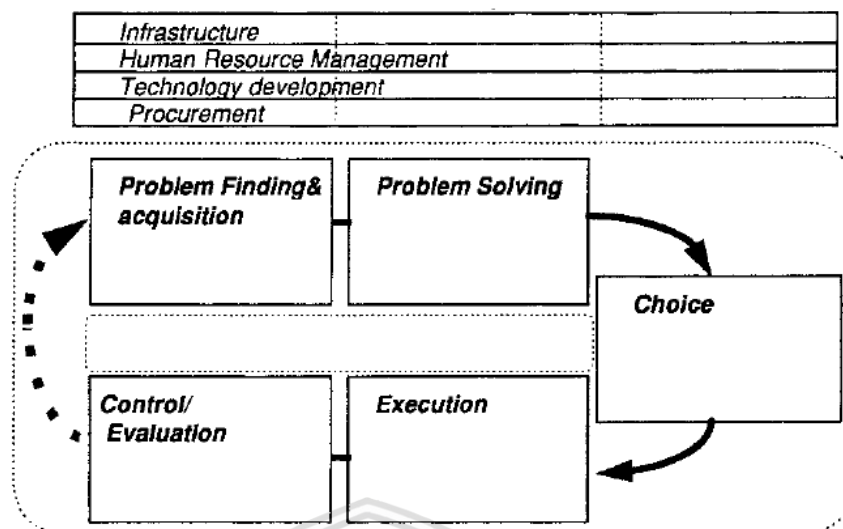 Infrastructure
Human Resource Management
Technology development
Procurement
Problem Finding&
acquisition
Problem Solving
Choice
Control/
Evaluation
Execution